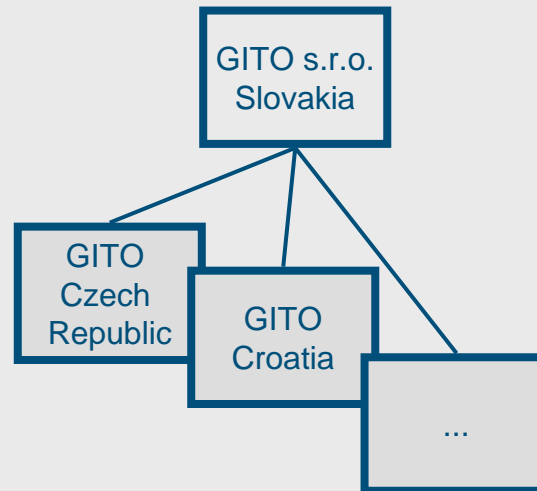 GITO s.r.o.
Slovakia
GITO
Czech
Republic
GITO
Croatia
...